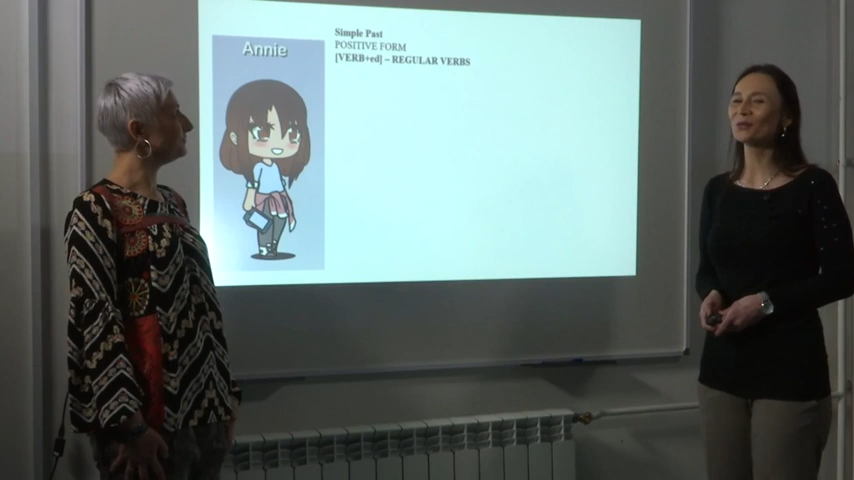 Annie
Simple Past
POSITIVE FORM
[VERB+ed] – REGULAR VERBS